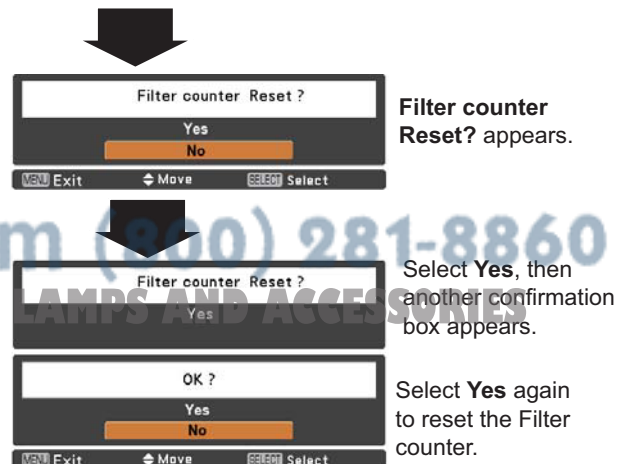 Filter counter Reset ?
Yes
No
MENU Exit Move SELECT Select
Filter counter
Reset? appears.
m (800) 281-8860
LAMPS AND ACCESSORIES
Filter counter Reset ?
Yes
Select Yes, then
another confirmation
box appears.
OK ?
Yes
No
MENU Exit Move SELECT Select
Select Yes again
to reset the Filter
counter.